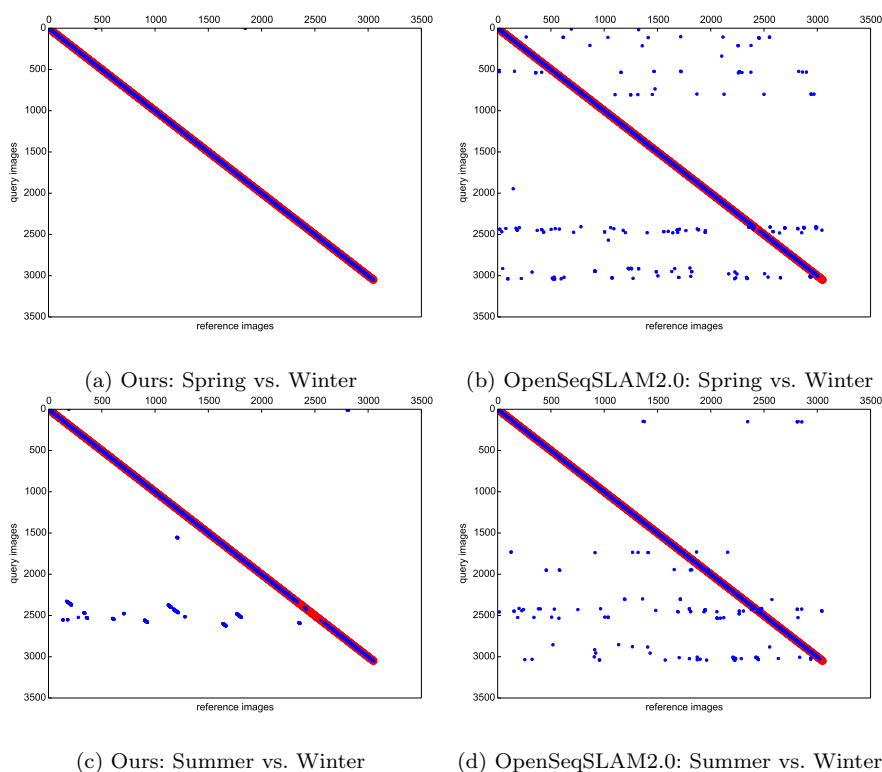 0 500 1000 1500 2000 2500 3000 3500
0
500
1000
1500
2000
2500
3000
3500
query images
reference images
(a) Ours: Spring vs. Winter
0 500 1000 1500 2000 2500 3000 3500
0
500
1000
1500
2000
2500
3000
3500
query images
reference images
(b) OpenSeqSLAM2.0: Spring vs. Winter
0 500 1000 1500 2000 2500 3000 3500
0
500
1000
1500
2000
2500
3000
3500
query images
reference images
(c) Ours: Summer vs. Winter
0 500 1000 1500 2000 2500 3000 3500
0
500
1000
1500
2000
2500
3000
3500
query images
reference images
(d) OpenSeqSLAM2.0: Summer vs. Winter